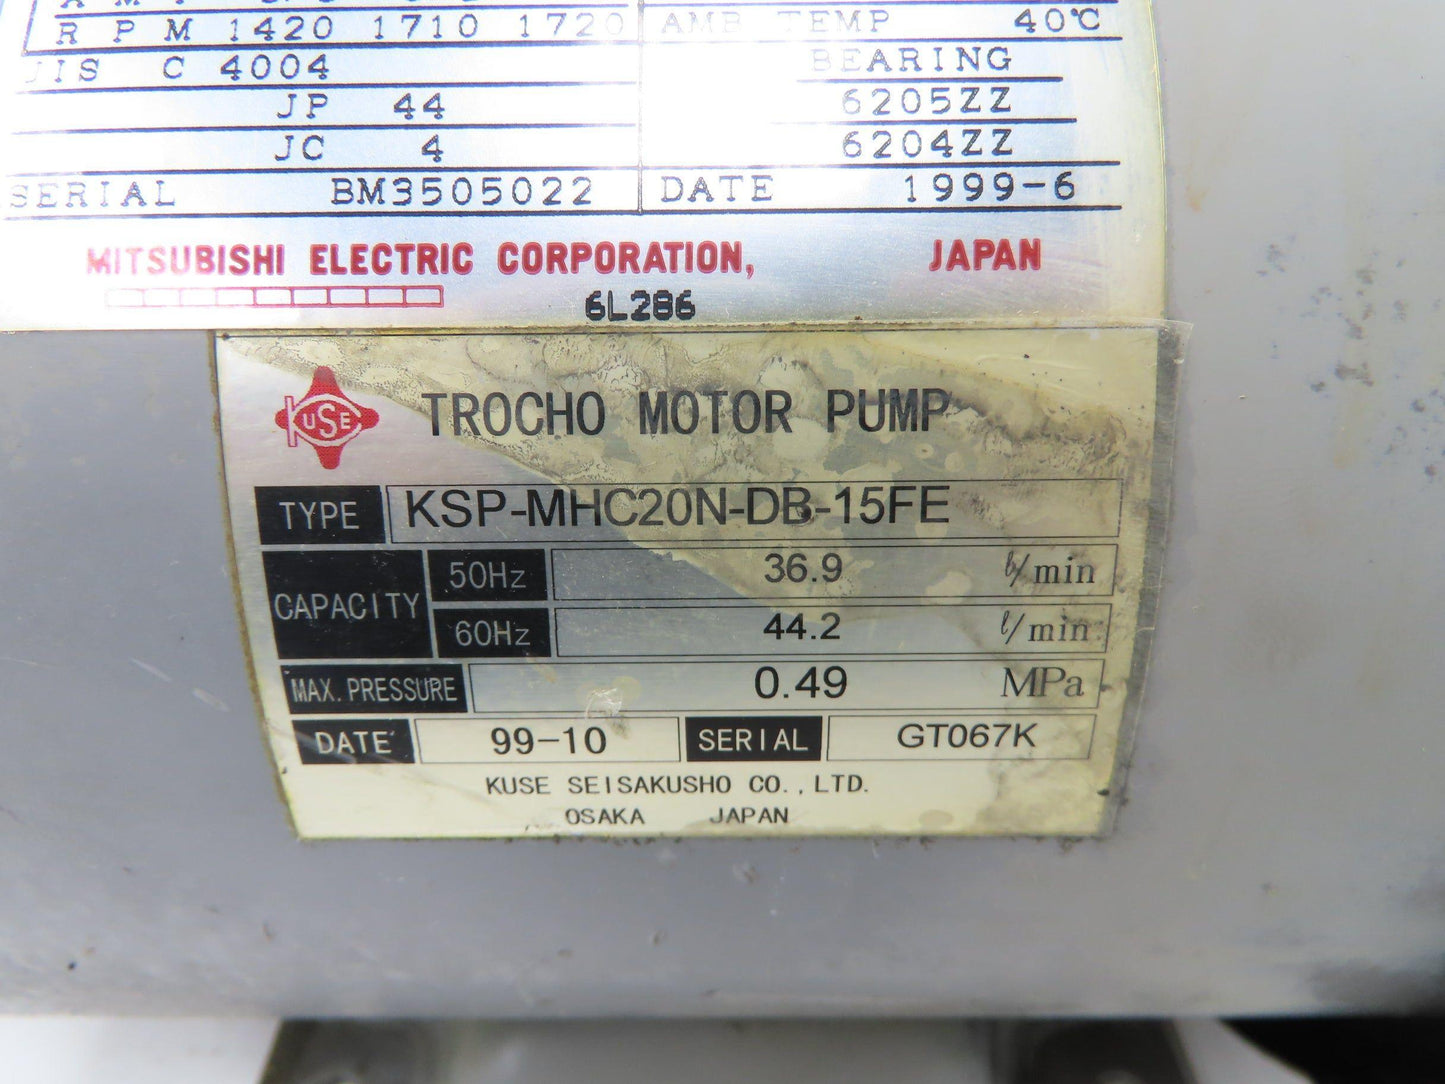 R P M 1420 1710 1720 AMB TEMP 40℃
JIS C 4004 BEARING
JP 44 6205ZZ
JC 4 6204ZZ
SERIAL BM3505022 DATE 1999-6
MITSUBISHI ELECTRIC CORPORATION, JAPAN
6L286
KUSE TROCHO MOTOR PUMP
TYPE KSP-MHC20N-DB-15FE
CAPACITY 50Hz 36.9 ℓ/min
60Hz 44.2 ℓ/min
MAX. PRESSURE 0.49 MPa
DATE 99-10 SERIAL GT067K
KUSE SEISAKUSHO CO., LTD.
OSAKA JAPAN